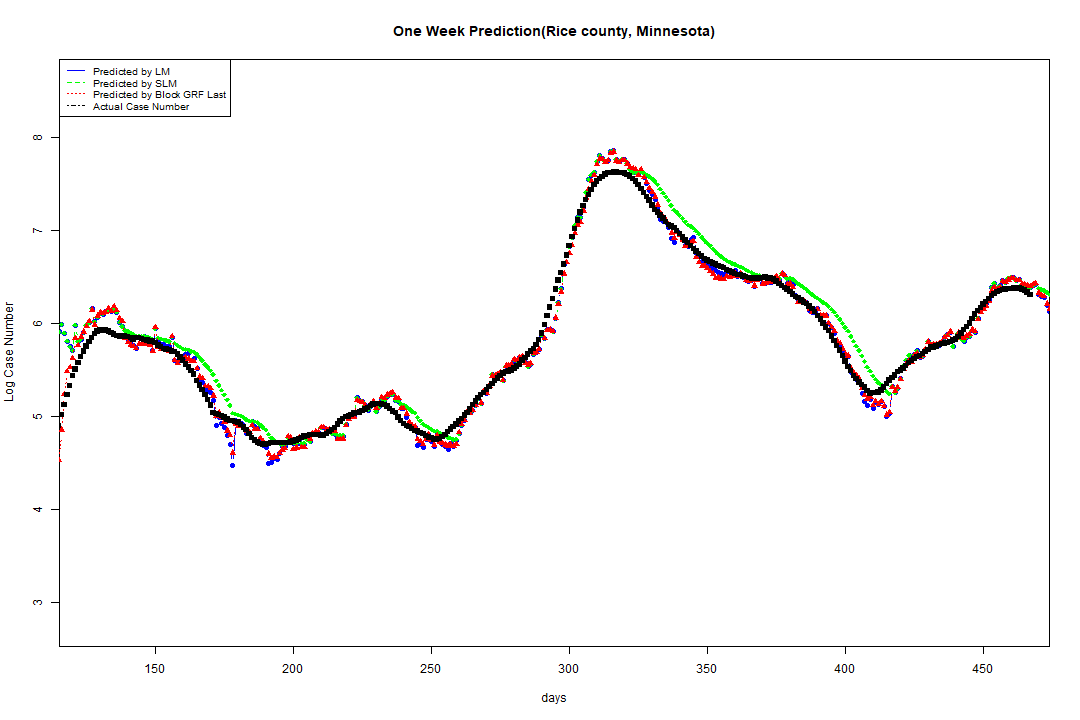 One Week Prediction(Rice county, Minnesota)
Predicted by LM
Predicted by SLM
Predicted by Block GRF Last
Actual Case Number
8
7
6
5
4
3
Log Case Number
150 200 250 300 350 400 450
days